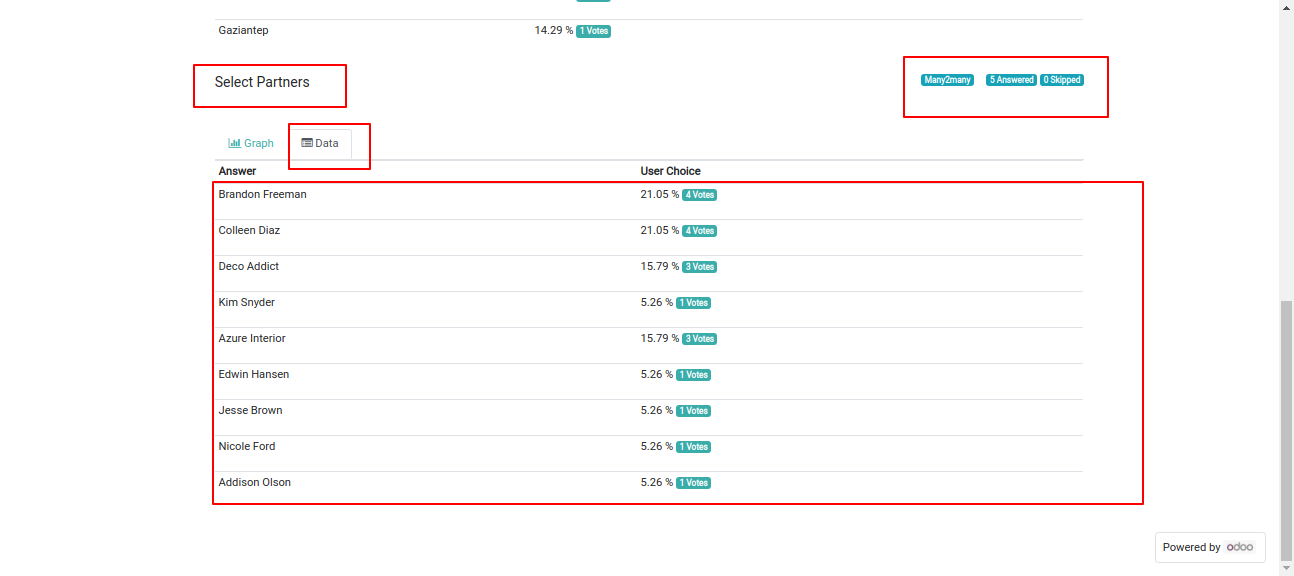 Gaziantep 14.29 % 1 Votes
Select Partners Many2many 5 Answered 0 Skipped
Graph Data
Answer User Choice
Brandon Freeman 21.05 % 4 Votes
Colleen Diaz 21.05 % 4 Votes
Deco Addict 15.79 % 3 Votes
Kim Snyder 5.26 % 1 Votes
Azure Interior 15.79 % 3 Votes
Edwin Hansen 5.26 % 1 Votes
Jesse Brown 5.26 % 1 Votes
Nicole Ford 5.26 % 1 Votes
Addison Olson 5.26 % 1 Votes
Powered by odoo